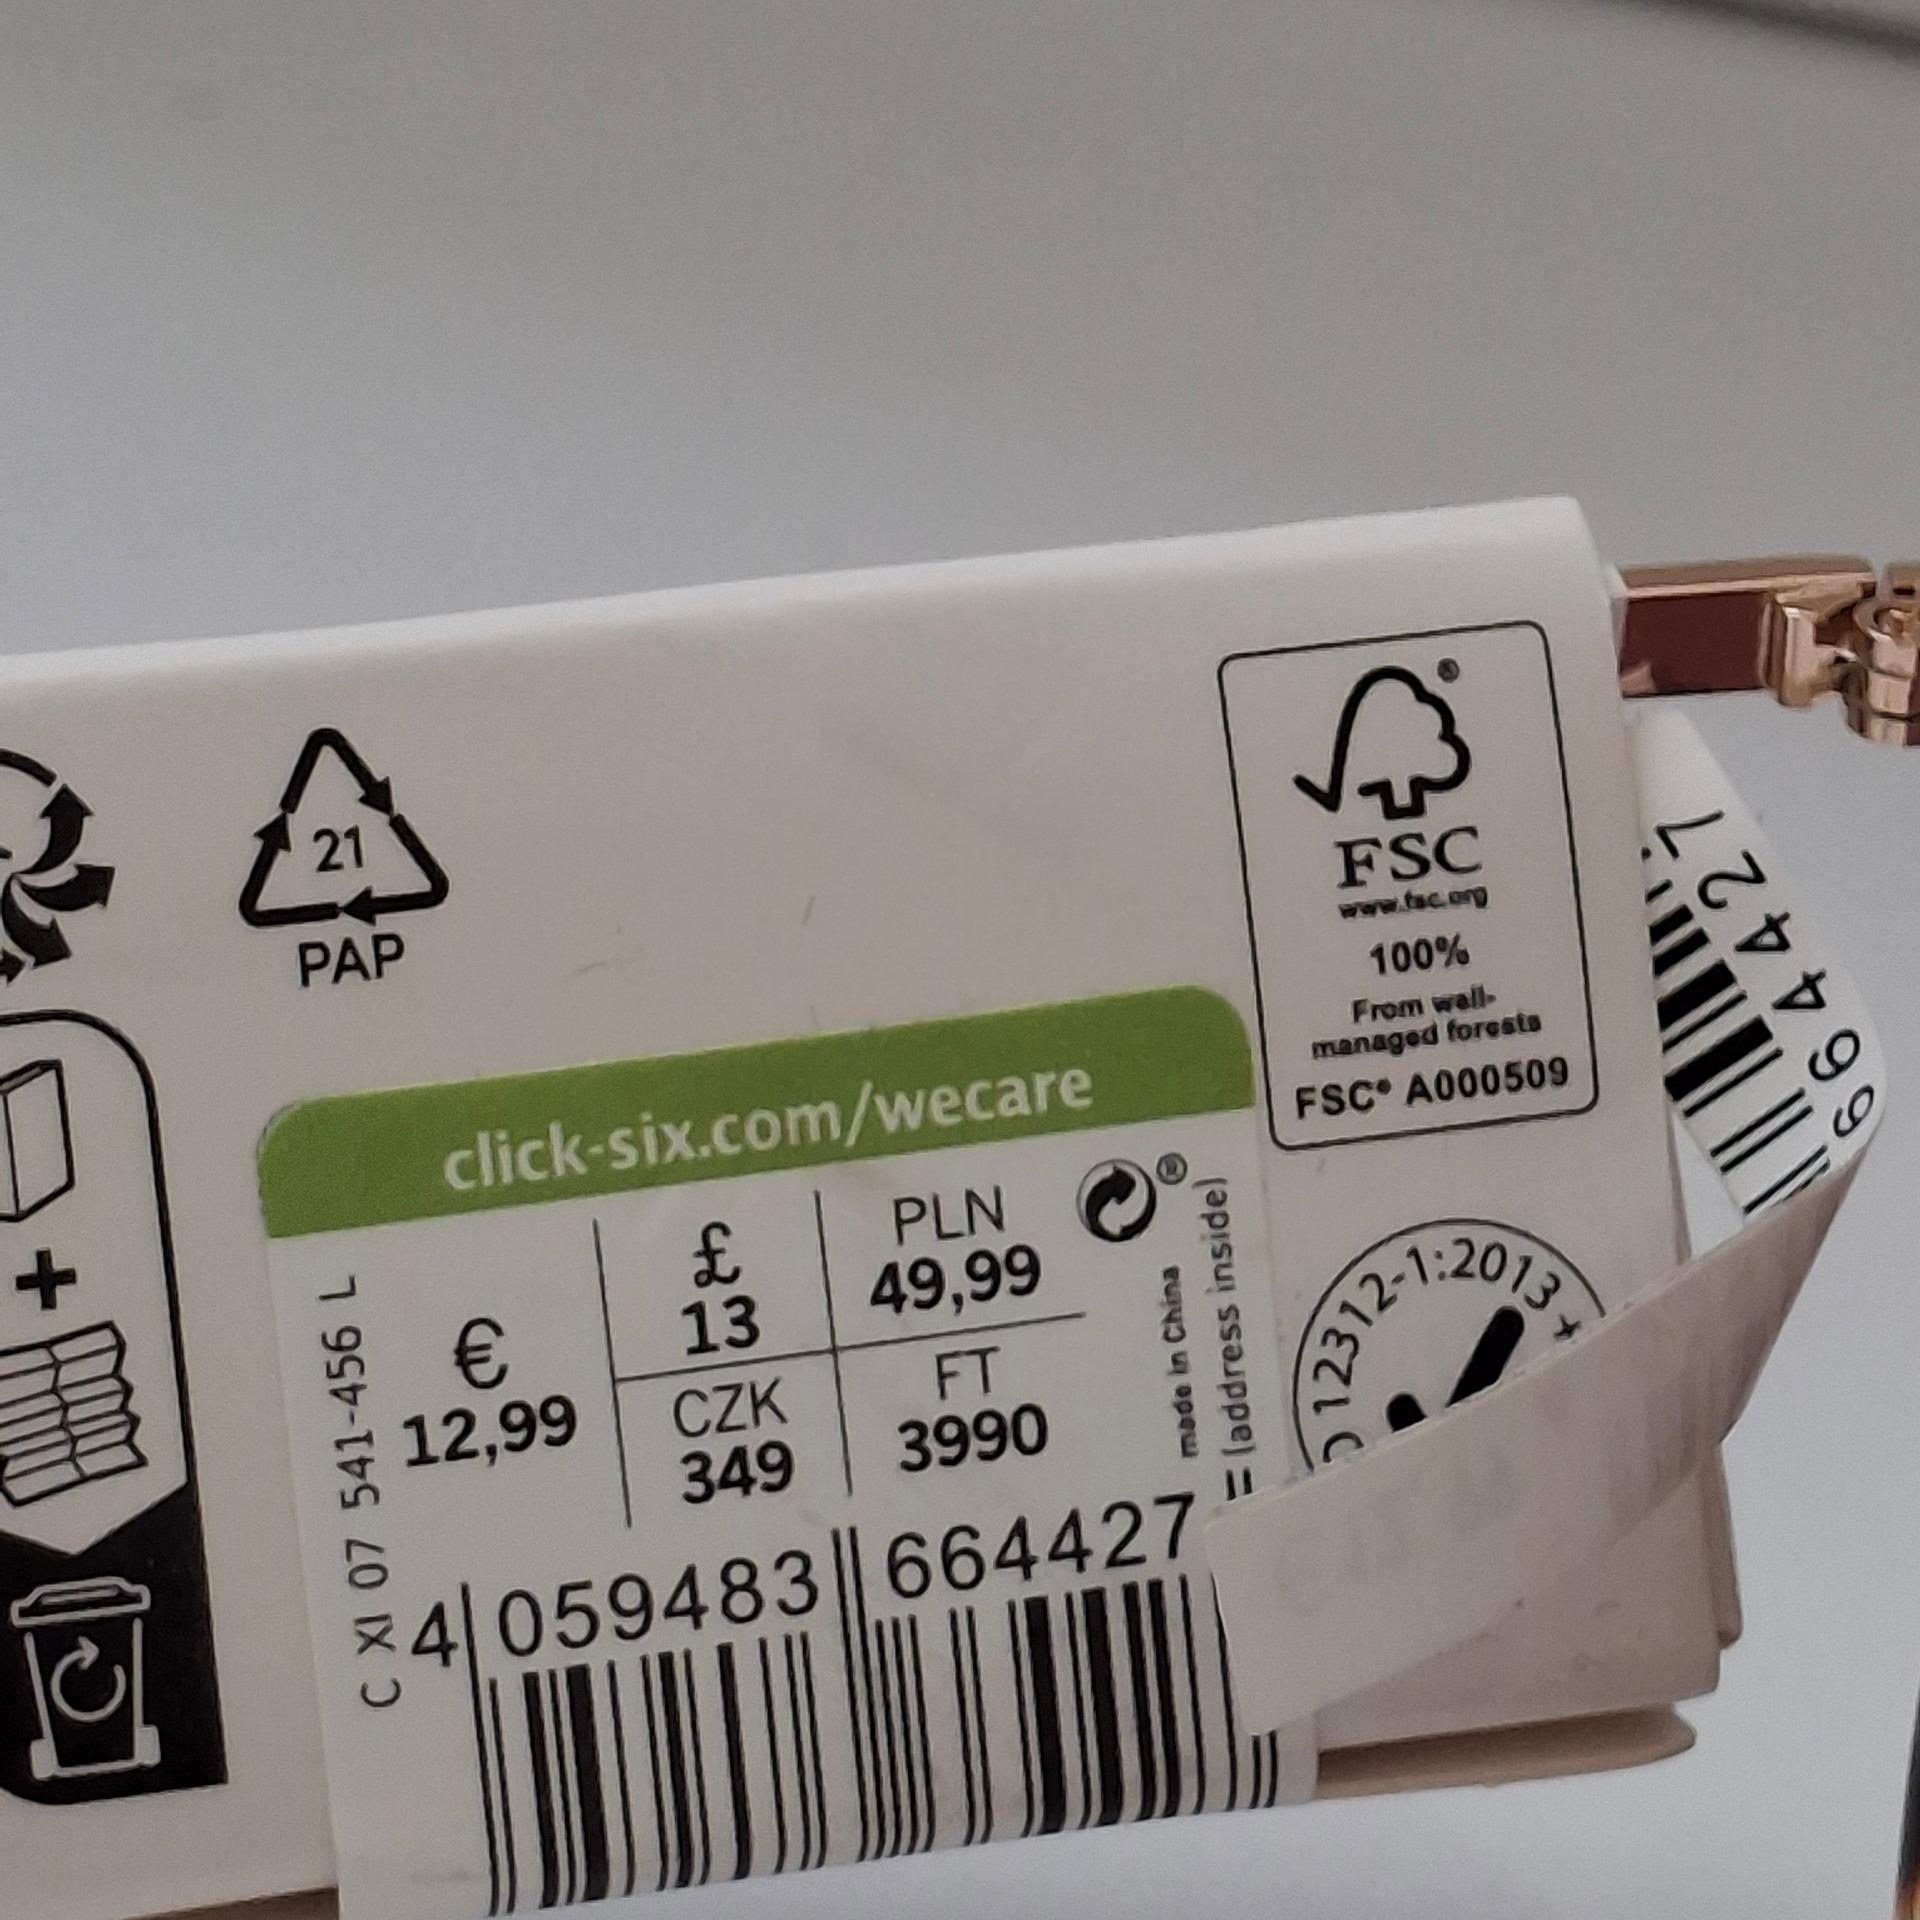 21
PAP
®
FSC
www.fsc.org
100%
From well-
managed forests
FSC® A000509
click-six.com/wecare
€
12,99
£
13
PLN
49,99
CZK
349
FT
3990
®
made in China
(address inside)
C XI 07 541-456 L
4 059483 664427
12312-1:2013 +
664427